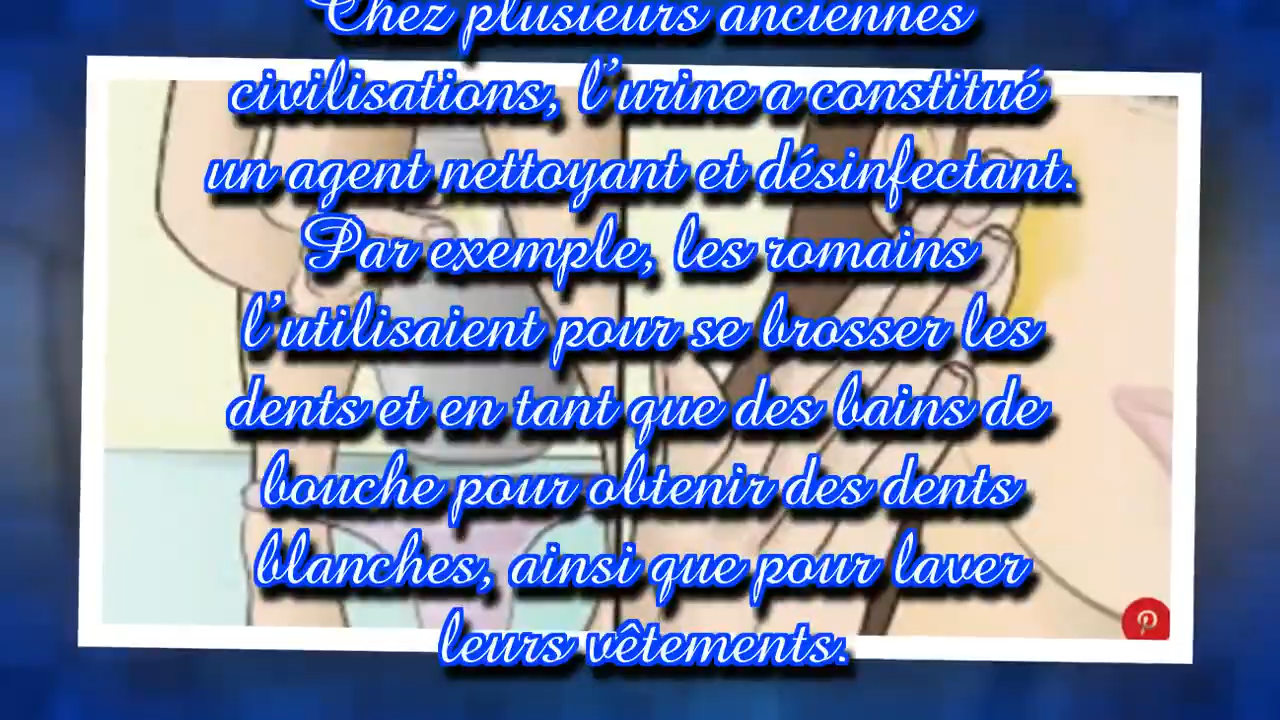 Chez plusieurs anciennes
civilisations, l'urine a constitué
un agent nettoyant et désinfectant.
Par exemple, les romains
l'utilisaient pour se brosser les
dents et en tant que des bains de
bouche pour obtenir des dents
blanches, ainsi que pour laver
leurs vêtements.